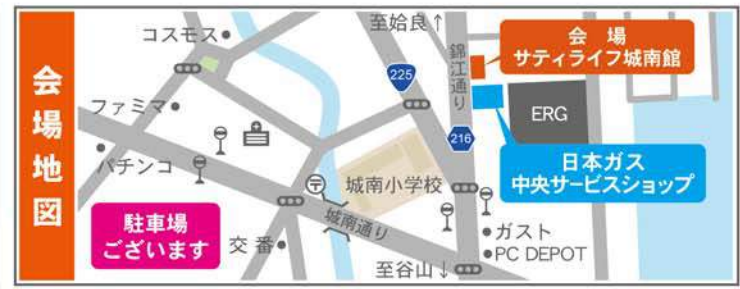 会場地図
コスモス
至姶良↑
会 場
サティライフ城南館
225
錦江通り
ファミマ
216
ERG
パチンコ
日本ガス
中央サービスショップ
〒
城南小学校
駐車場
ございます
城南通り
交 番
ガスト
PC DEPOT
至谷山↓